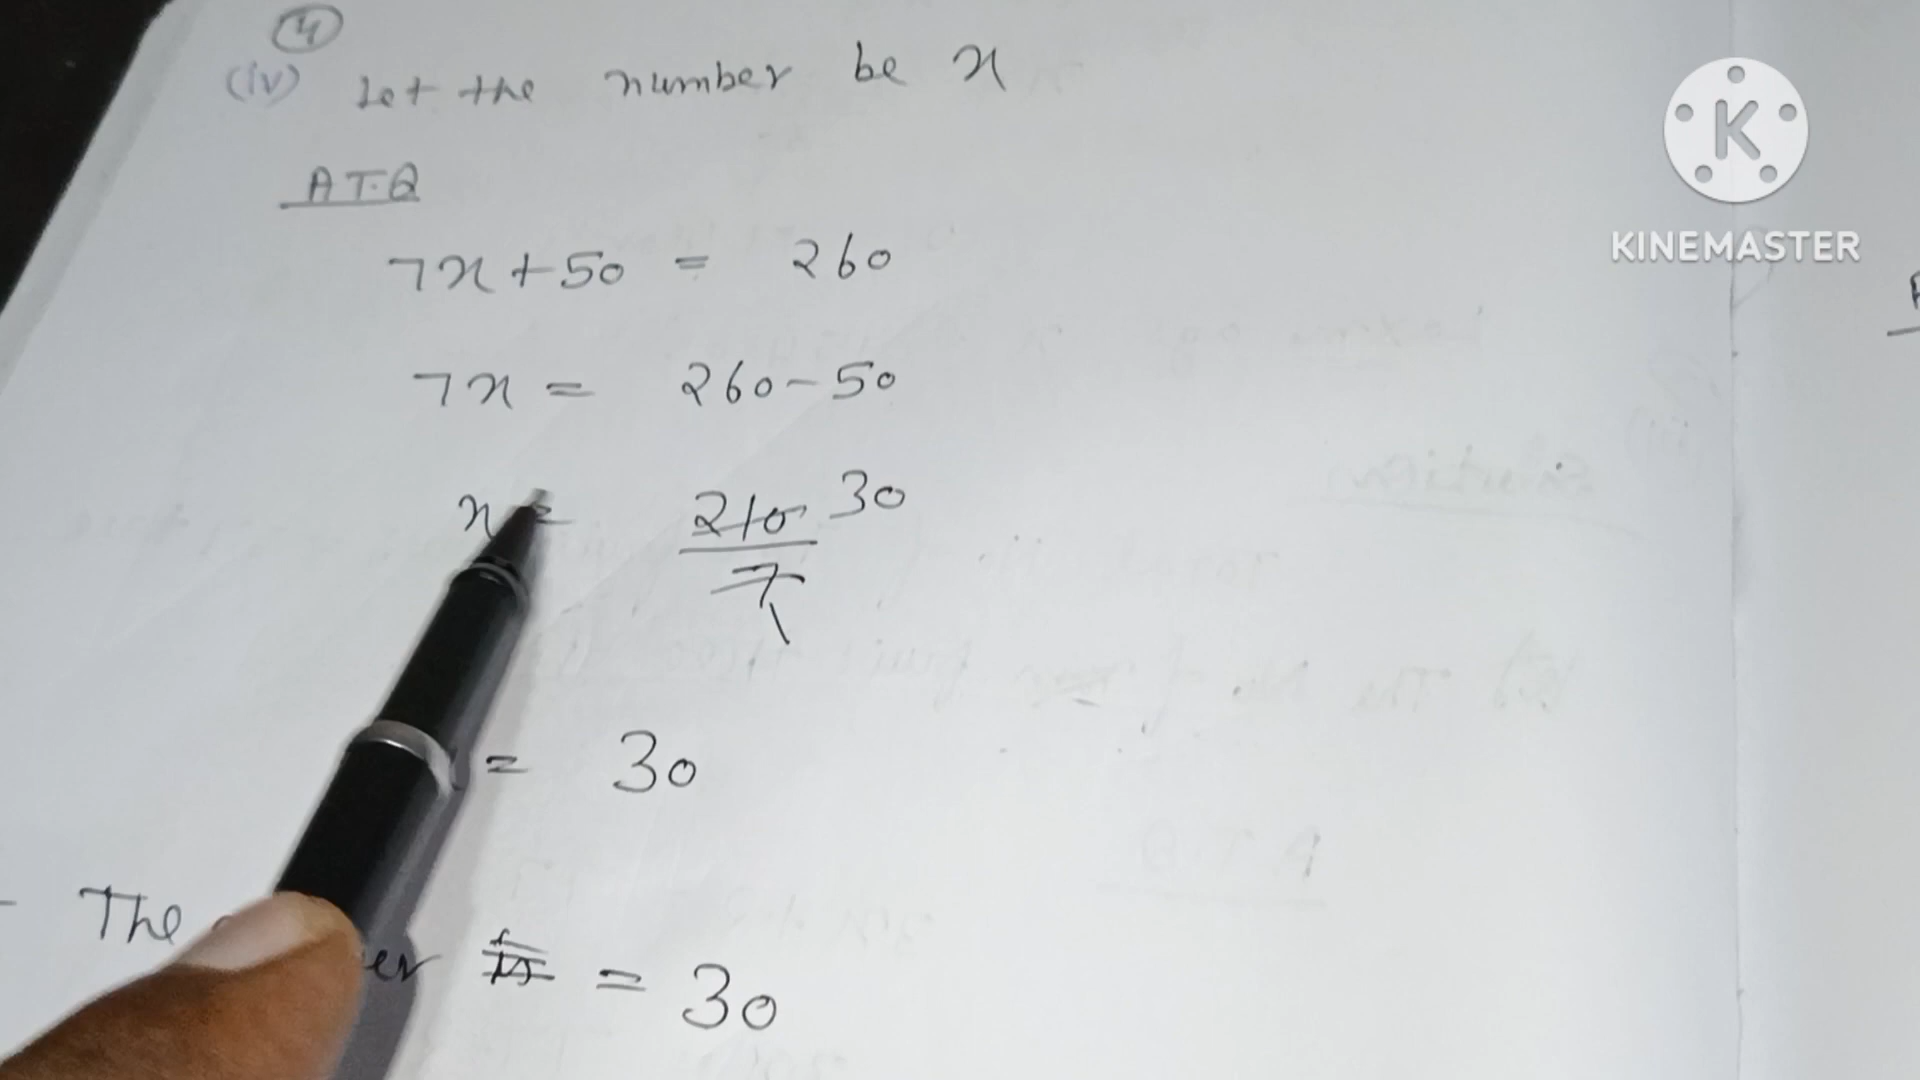 4
(iv) Let the number be x
A.T.Q
7x+50 = 260
7x = 260-50
x = 210/7 30
1
= 30
The = 30
K
KINEMASTER